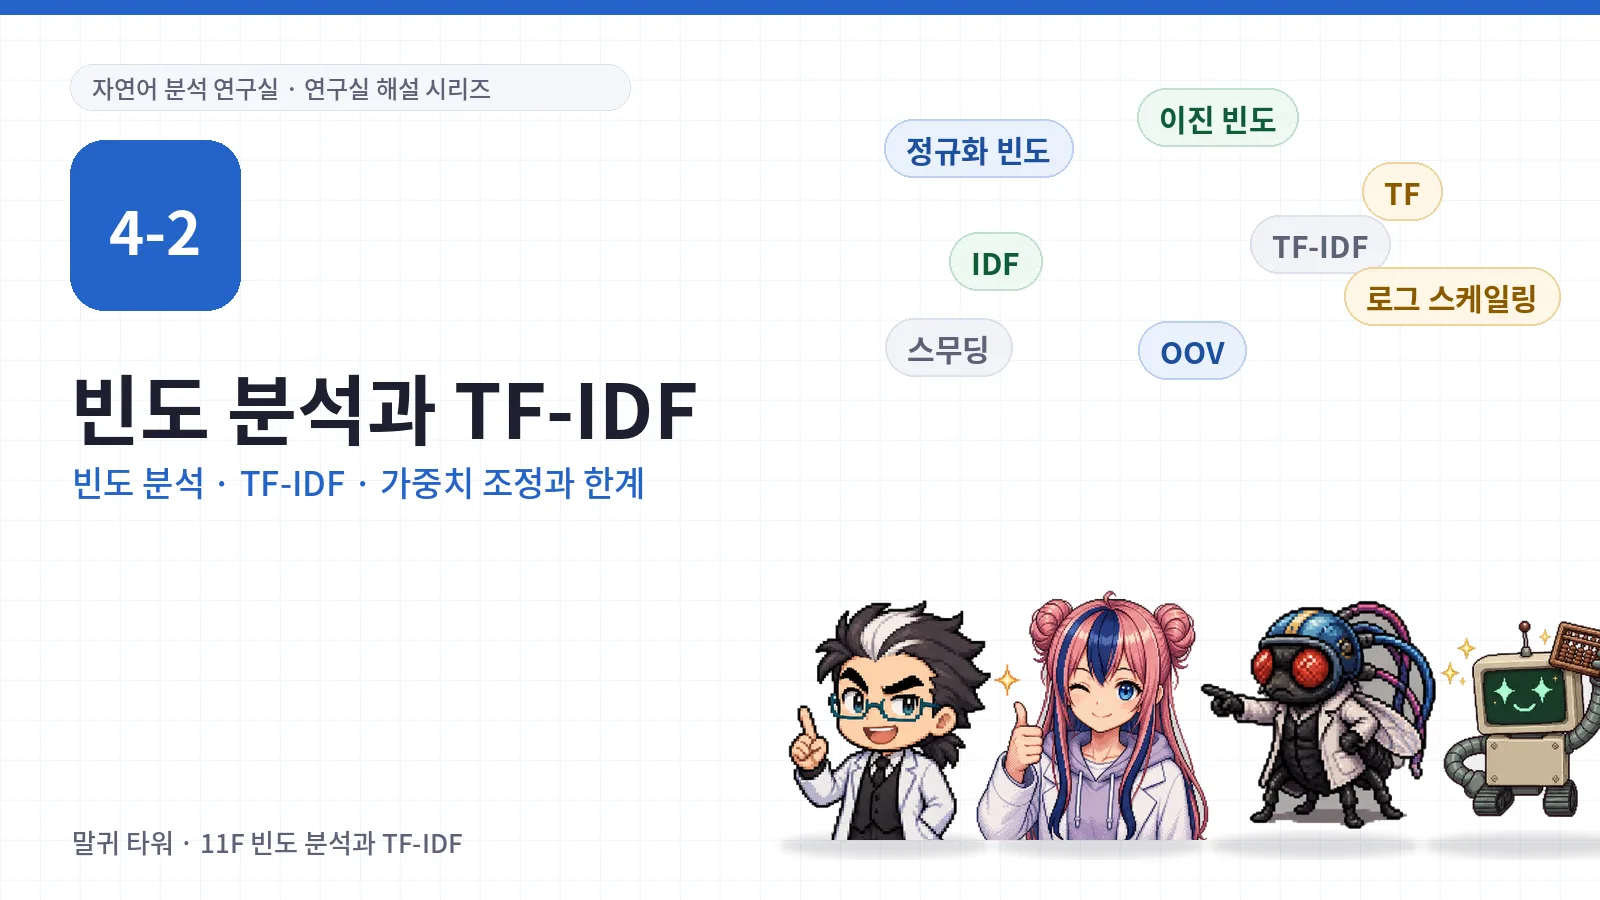 자연어 분석 연구실 · 연구실 해설 시리즈
4-2
빈도 분석과 TF-IDF
빈도 분석 · TF-IDF · 가중치 조정과 한계
정규화 빈도
이진 빈도
TF
TF-IDF
IDF
로그 스케일링
스무딩
OOV
말귀 타워 · 11F 빈도 분석과 TF-IDF